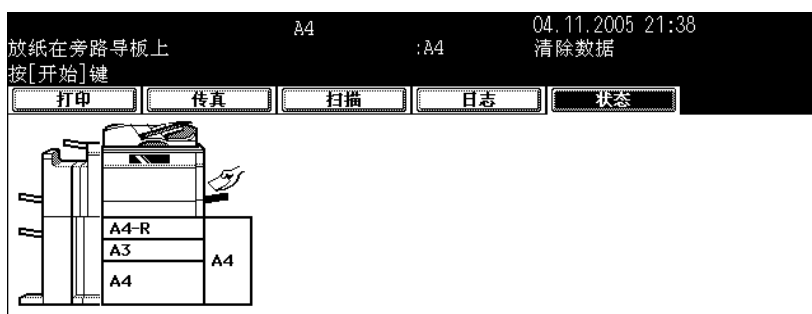 A4 04.11.2005 21:38
放纸在旁路导板上 :A4 清除数据
按[开始]键
打印 传真 扫描 日志 状态
A4-R
A3
A4
A4